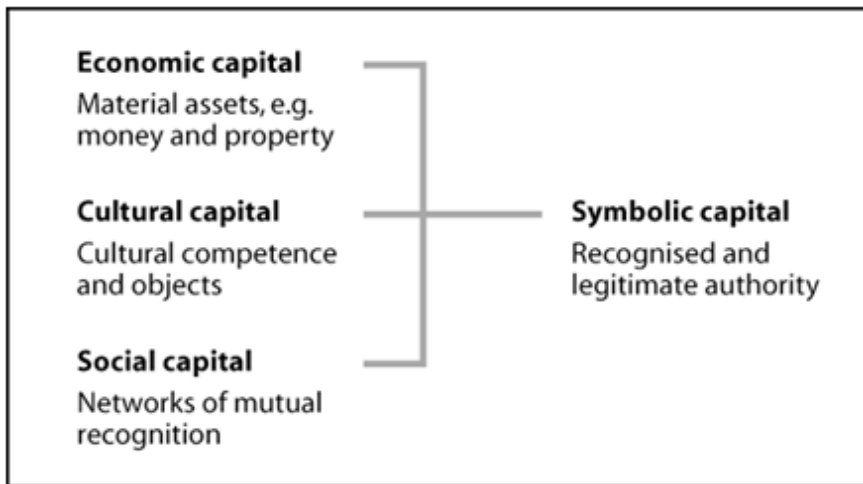 Economic capital
Material assets, e.g.
money and property
Cultural capital
Cultural competence
and objects
Social capital
Networks of mutual
recognition
Symbolic capital
Recognised and
legitimate authority